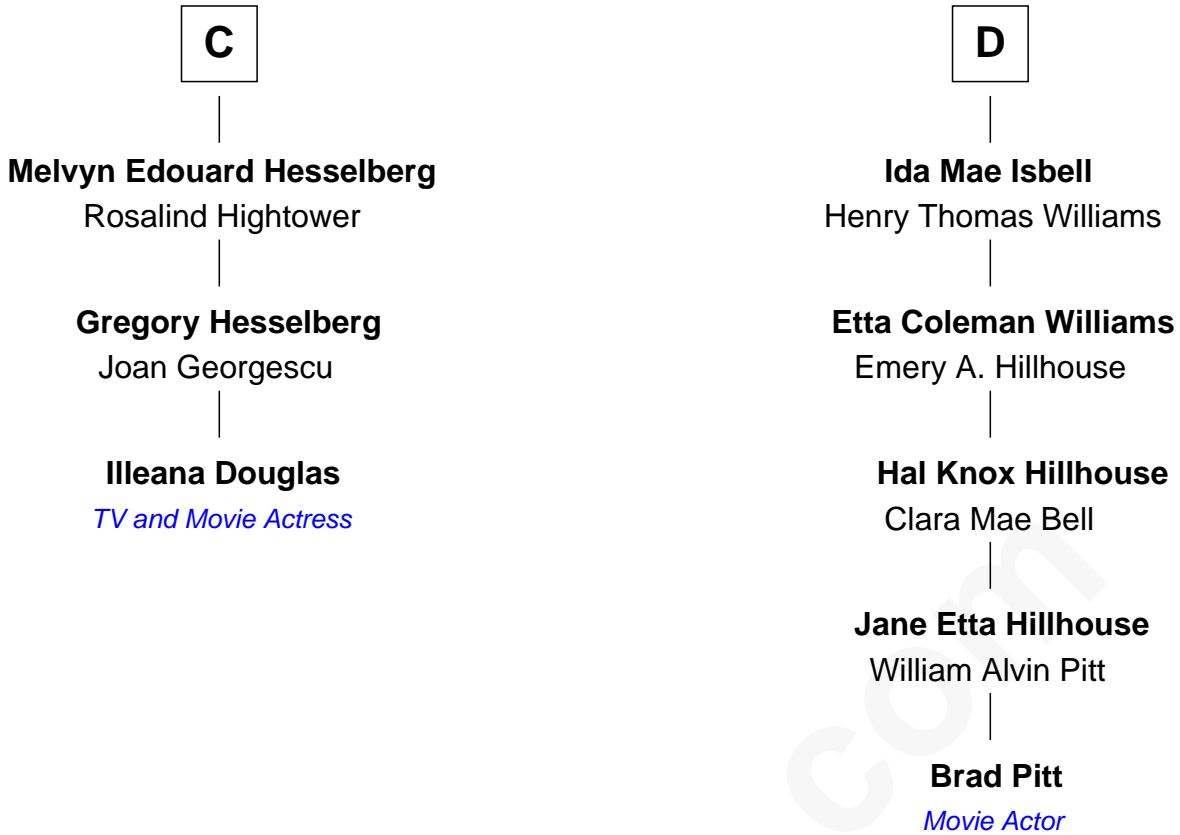 C
Melvyn Edouard Hesselberg
Rosalind Hightower
Gregory Hesselberg
Joan Georgescu
Illeana Douglas
TV and Movie Actress
D
Ida Mae Isbell
Henry Thomas Williams
Etta Coleman Williams
Emery A. Hillhouse
Hal Knox Hillhouse
Clara Mae Bell
Jane Etta Hillhouse
William Alvin Pitt
Brad Pitt
Movie Actor
com